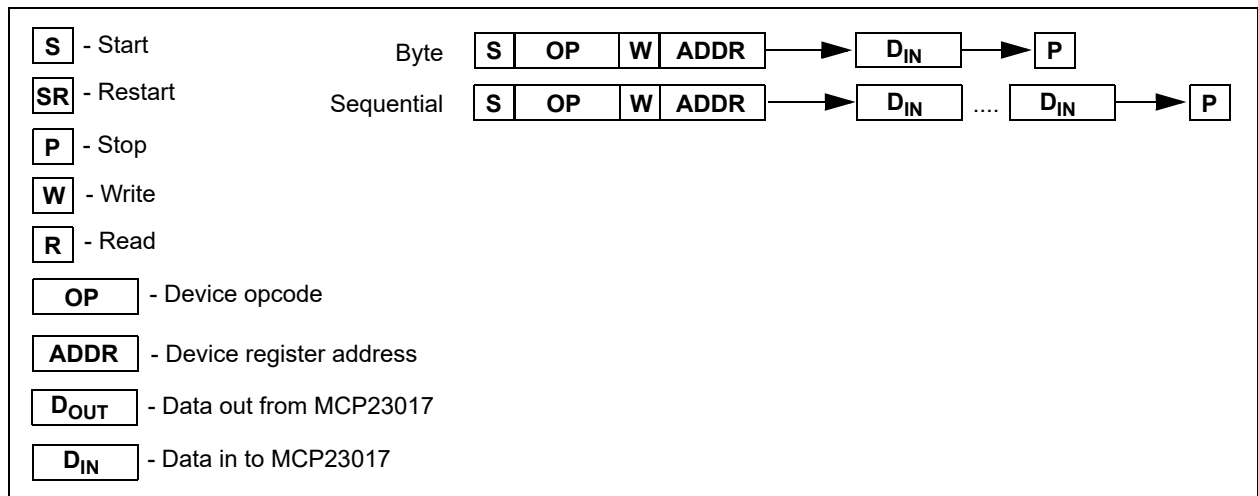 S - Start
SR - Restart
P - Stop
W - Write
R - Read
OP - Device opcode
ADDR - Device register address
DOUT - Data out from MCP23017
DIN - Data in to MCP23017
Byte S OP W ADDR DIN P
Sequential S OP W ADDR DIN .... DIN P